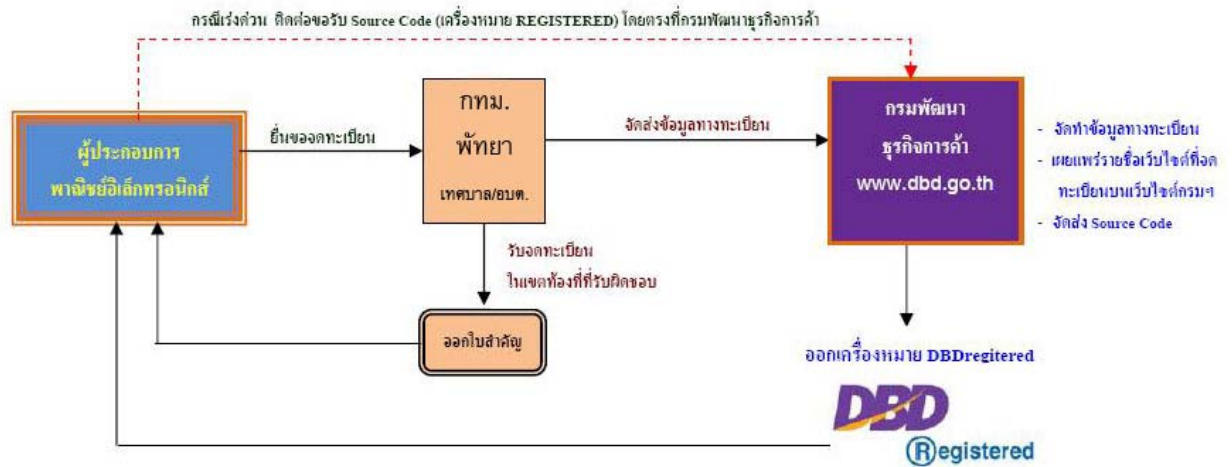 กรณีเร่งด่วน ติดต่อขอรับ Source Code (เครื่องหมาย REGISTERED) โดยตรงที่กรมพัฒนาธุรกิจการค้า
ผู้ประกอบการ
พาณิชย์อิเล็กทรอนิกส์
ยื่นขอจดทะเบียน
กทม.
พัทยา
เทศบาล/อบต.
จัดส่งข้อมูลทางทะเบียน
กรมพัฒนา
ธุรกิจการค้า
www.dbd.go.th
- จัดทำข้อมูลทางทะเบียน
- เผยแพร่รายชื่อเว็บไซต์ที่จด
ทะเบียนบนเว็บไซต์กรมฯ
- จัดส่ง Source Code
รับจดทะเบียน
ในเขตท้องที่ที่รับผิดชอบ
ออกใบสำคัญ
ออกเครื่องหมาย DBDregitered
DBD
Registered